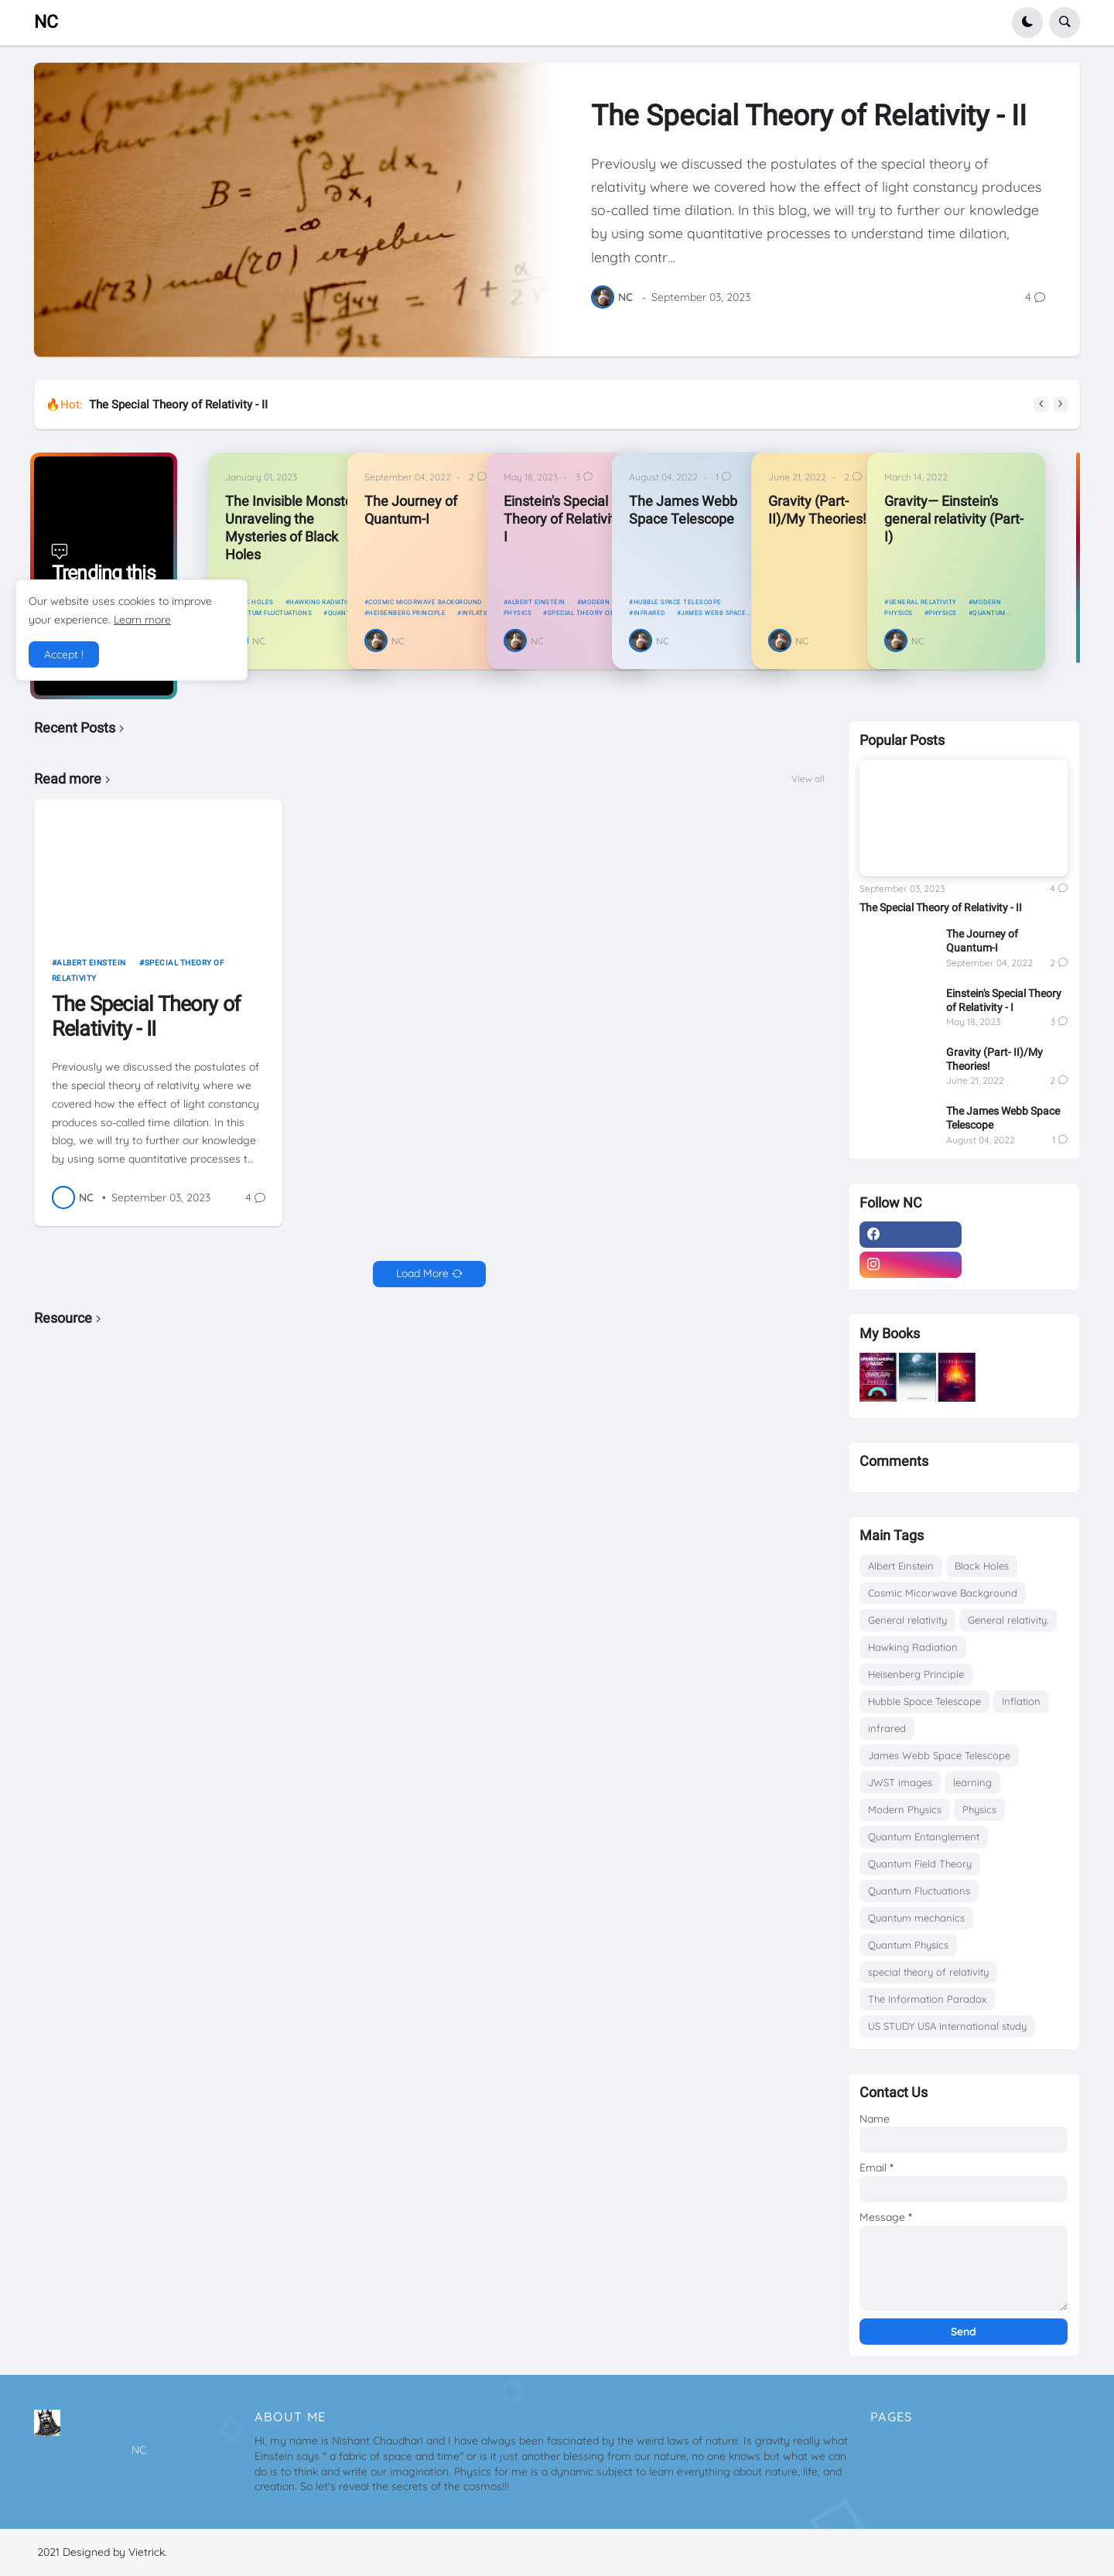 NC
The Special Theory of Relativity - II
Previously we discussed the postulates of the special theory of
relativity where we covered how the effect of light constancy produces
so-called time dilation. In this blog, we will try to further our knowledge
by using some quantitative processes to understand time dilation,
length contr...
NC - September 03, 2023 4
🔥Hot: The Special Theory of Relativity - II
Trending this
January 01, 2023
The Invisible
Unraveling the
Mysteries of Black
Holes
HOLES #HAWKING
FLUCTUATIONS
NC
September 04, 2022 - 2
The Journey of
Quantum-I
#COSMIC MICORWAVE BACKGROUND
#HEISENBERG PRINCIPLE
NC
May 18, 2023 - 3
Einstein's Special
Theory of
I
#ALBERT EINSTEIN #MODERN
PHYSICS #SPECIAL THEORY OF
NC
August 04, 2022 - 1
The James Webb
Space Telescope
#HUBBLE SPACE TELESCOPE
#INFRARED #JAMES WEBB SPACE...
NC
June 21, 2022 - 2
Gravity (Part-
II)/My Theories!
NC
March 14, 2022
Gravity— Einstein's
general relativity (Part-
I)
#GENERAL RELATIVITY #MODERN
PHYSICS #PHYSICS #QUANTUM...
NC
Our website uses cookies to improve
your experience. Learn more
Accept !
Recent Posts
Read more
View all
#ALBERT EINSTEIN #SPECIAL THEORY OF
RELATIVITY
The Special Theory of
Relativity - II
Previously we discussed the postulates of
the special theory of relativity where we
covered how the effect of light constancy
produces so-called time dilation. In this
blog, we will try to further our knowledge
by using some quantitative processes t...
NC • September 03, 2023 4
Load More
Resource
Popular Posts
September 03, 2023 4
The Special Theory of Relativity - II
The Journey of
Quantum-I
September 04, 2022 2
Einstein's Special Theory
of Relativity - I
May 18, 2023 3
Gravity (Part- II)/My
Theories!
June 21, 2022 2
The James Webb Space
Telescope
August 04, 2022 1
Follow NC
My Books
Comments
Main Tags
Albert Einstein Black Holes
Cosmic Micorwave Background
General relativity General relativity.
Hawking Radiation
Heisenberg Principle
Hubble Space Telescope Inflation
infrared
James Webb Space Telescope
JWST images learning
Modern Physics Physics
Quantum Entanglement
Quantum Field Theory
Quantum Fluctuations
Quantum mechanics
Quantum Physics
special theory of relativity
The Information Paradox
US STUDY USA International study
Contact Us
Name
Email *
Message *
Send
NC
ABOUT ME
Hi, my name is Nishant Chaudhari and I have always been fascinated by the weird laws of nature. Is gravity really what
Einstein says " a fabric of space and time" or is it just another blessing from our nature, no one knows but what we can
do is to think and write our imagination. Physics for me is a dynamic subject to learn everything about nature, life, and
creation. So let's reveal the secrets of the cosmos!!!
PAGES
2021 Designed by Vietrick.